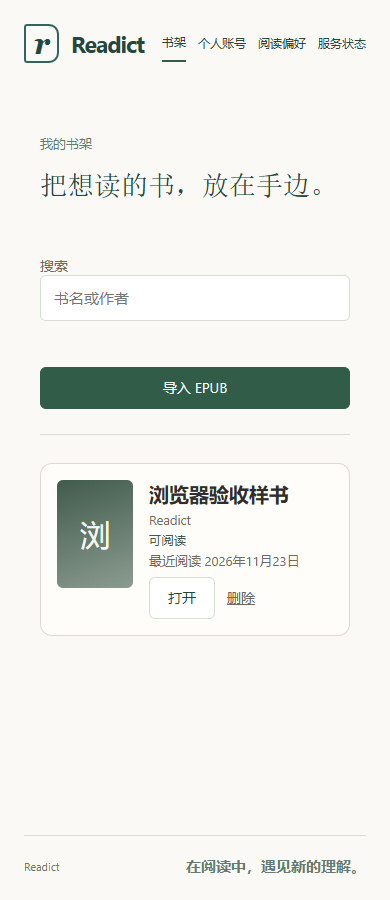 r Readict 书架 个人账号 阅读偏好 服务状态
我的书架
把想读的书，放在手边。
搜索
书名或作者
导入 EPUB
浏
浏览器验收样书
Readict
可阅读
最近阅读 2026年11月23日
打开 删除
Readict 在阅读中，遇见新的理解。